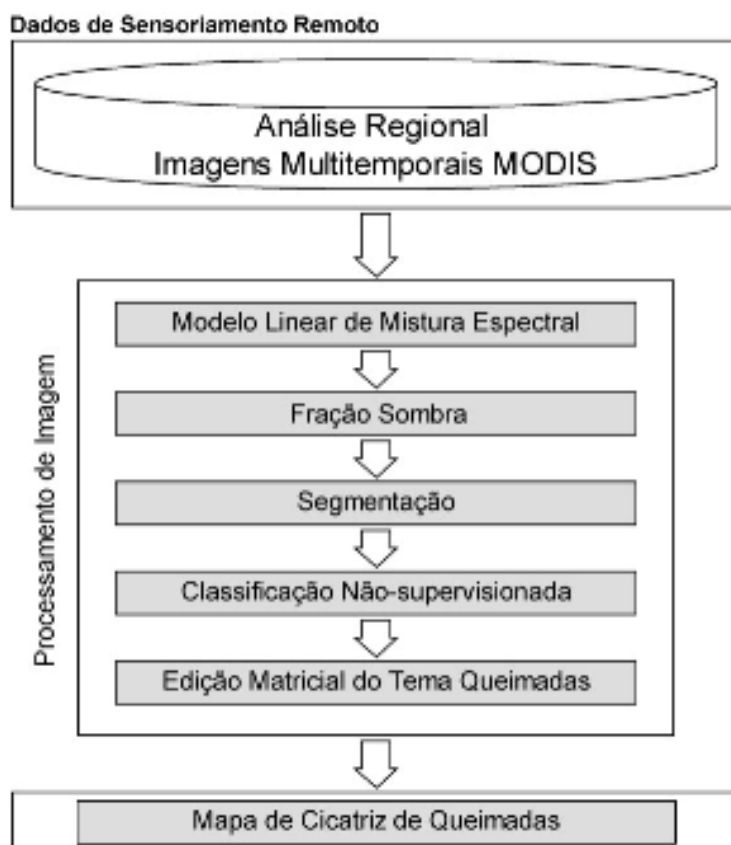 Dados de Sensoriamento Remoto
Análise Regional
Imagens Multitemporais MODIS
Processamento de Imagem
Modelo Linear de Mistura Espectral
Fração Sombra
Segmentação
Classificação Não-supervisionada
Edição Matricial do Tema Queimadas
Mapa de Cicatriz de Queimadas